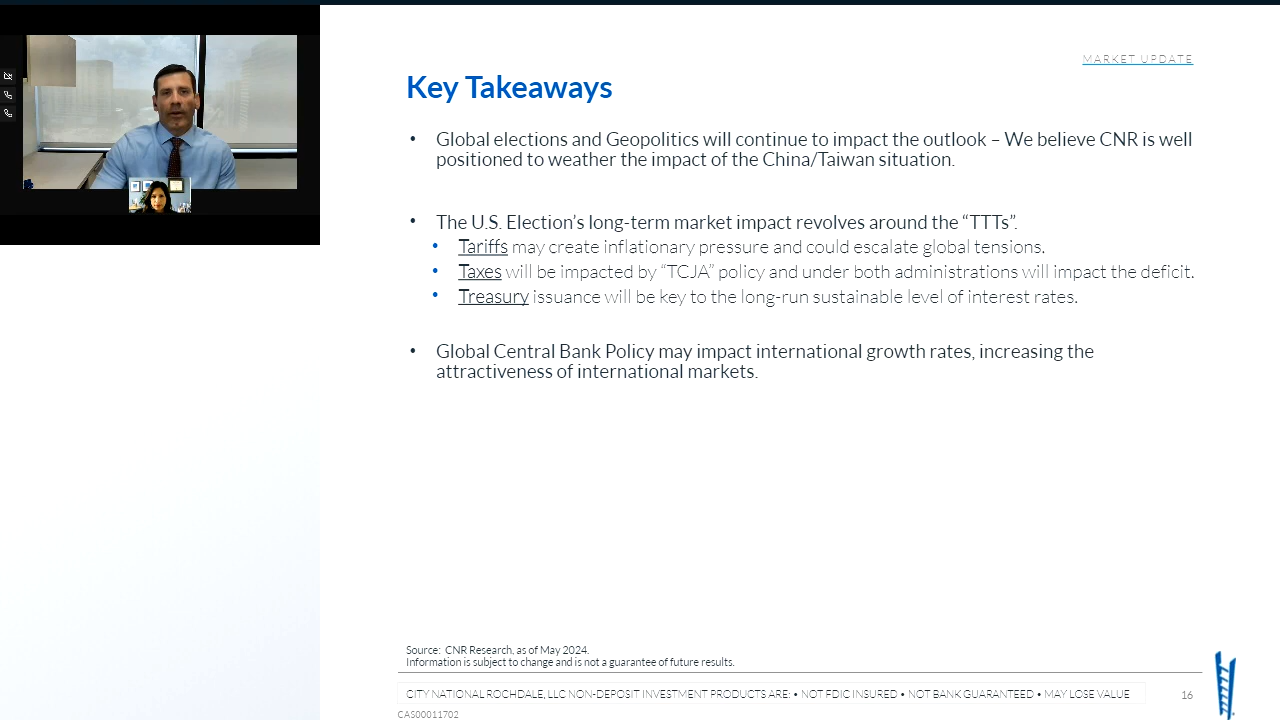 MARKET UPDATE
Key Takeaways
• Global elections and Geopolitics will continue to impact the outlook – We believe CNR is well
positioned to weather the impact of the China/Taiwan situation.
• The U.S. Election’s long-term market impact revolves around the “TTTs”.
• Tariffs may create inflationary pressure and could escalate global tensions.
• Taxes will be impacted by “TCJA” policy and under both administrations will impact the deficit.
• Treasury issuance will be key to the long-run sustainable level of interest rates.
• Global Central Bank Policy may impact international growth rates, increasing the
attractiveness of international markets.
Source: CNR Research, as of May 2024.
Information is subject to change and is not a guarantee of future results.
CITY NATIONAL ROCHDALE, LLC NON-DEPOSIT INVESTMENT PRODUCTS ARE: • NOT FDIC INSURED • NOT BANK GUARANTEED • MAY LOSE VALUE
16
CAS00011702